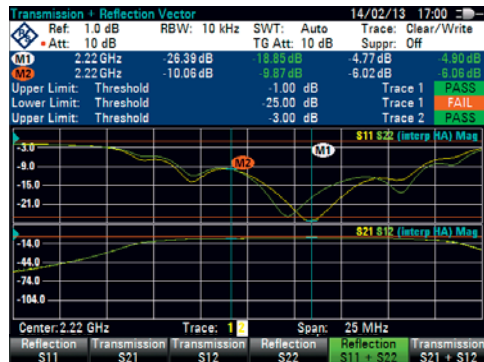 Transmission + Reflection Vector 14/02/13 17:00
Ref: 1.0 dB RBW: 10 kHz SWT: Auto Trace: Clear/Write
Att: 10 dB TG Att: 10 dB Suppr: Off
M1 2.22 GHz -26.39 dB -18.85 dB -4.77 dB -4.90 dB
M2 2.22 GHz -10.06 dB -9.87 dB -6.02 dB -6.06 dB
Upper Limit: Threshold -1.00 dB Trace 1 PASS
Lower Limit: Threshold -25.00 dB Trace 1 FAIL
Upper Limit: Threshold -3.00 dB Trace 2 PASS
S11 S22 (interp HA) Mag
-3.0
M1
M2
-9.0
-15.0
-21.0
S21 S12 (interp HA) Mag
-14.0
-44.0
-74.0
-104.0
Center: 2.22 GHz Trace: 1 2 Span: 25 MHz
Reflection Transmission Transmission Reflection Reflection Transmission
S11 S21 S12 S22 S11 + S22 S21 + S12